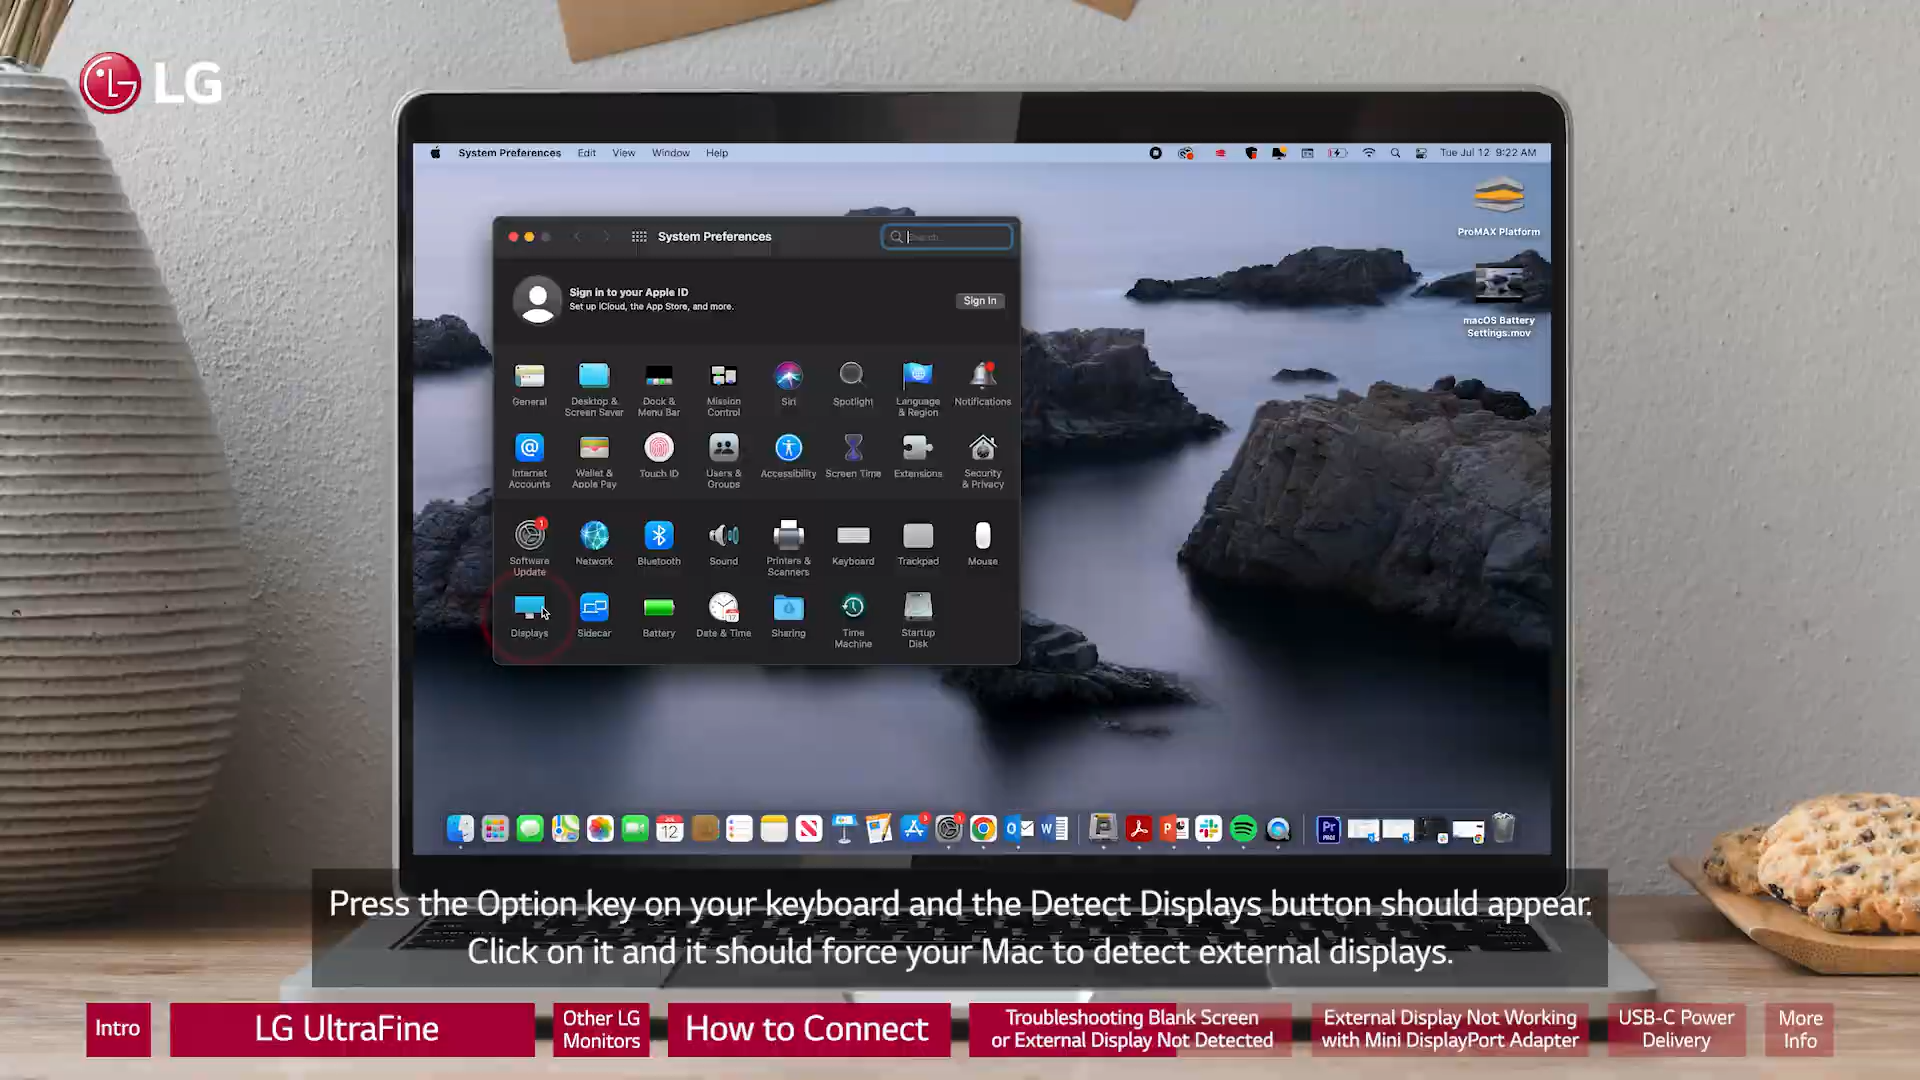 LG
System Preferences Edit View Window Help
Tue Jul 12 9:22 AM
ProMAX Platform
macOS Battery
Settings.mov
System Preferences
Search
Sign in to your Apple ID
Set up iCloud, the App Store, and more.
Sign In
General
Desktop &
Screen Saver
Dock &
Menu Bar
Mission
Control
Siri
Spotlight
Language
& Region
Notifications
Internet
Accounts
Wallet &
Apple Pay
Touch ID
Users &
Groups
Accessibility
Screen Time
Extensions
Security
& Privacy
1
Software
Update
Network
Bluetooth
Sound
Printers &
Scanners
Keyboard
Trackpad
Mouse
Displays
Sidecar
Battery
Date & Time
Sharing
Time
Machine
Startup
Disk
Press the Option key on your keyboard and the Detect Displays button should appear.
Click on it and it should force your Mac to detect external displays.
Intro
LG UltraFine
Other LG
Monitors
How to Connect
Troubleshooting Blank Screen
or External Display Not Detected
External Display Not Working
with Mini DisplayPort Adapter
USB-C Power
Delivery
More
Info